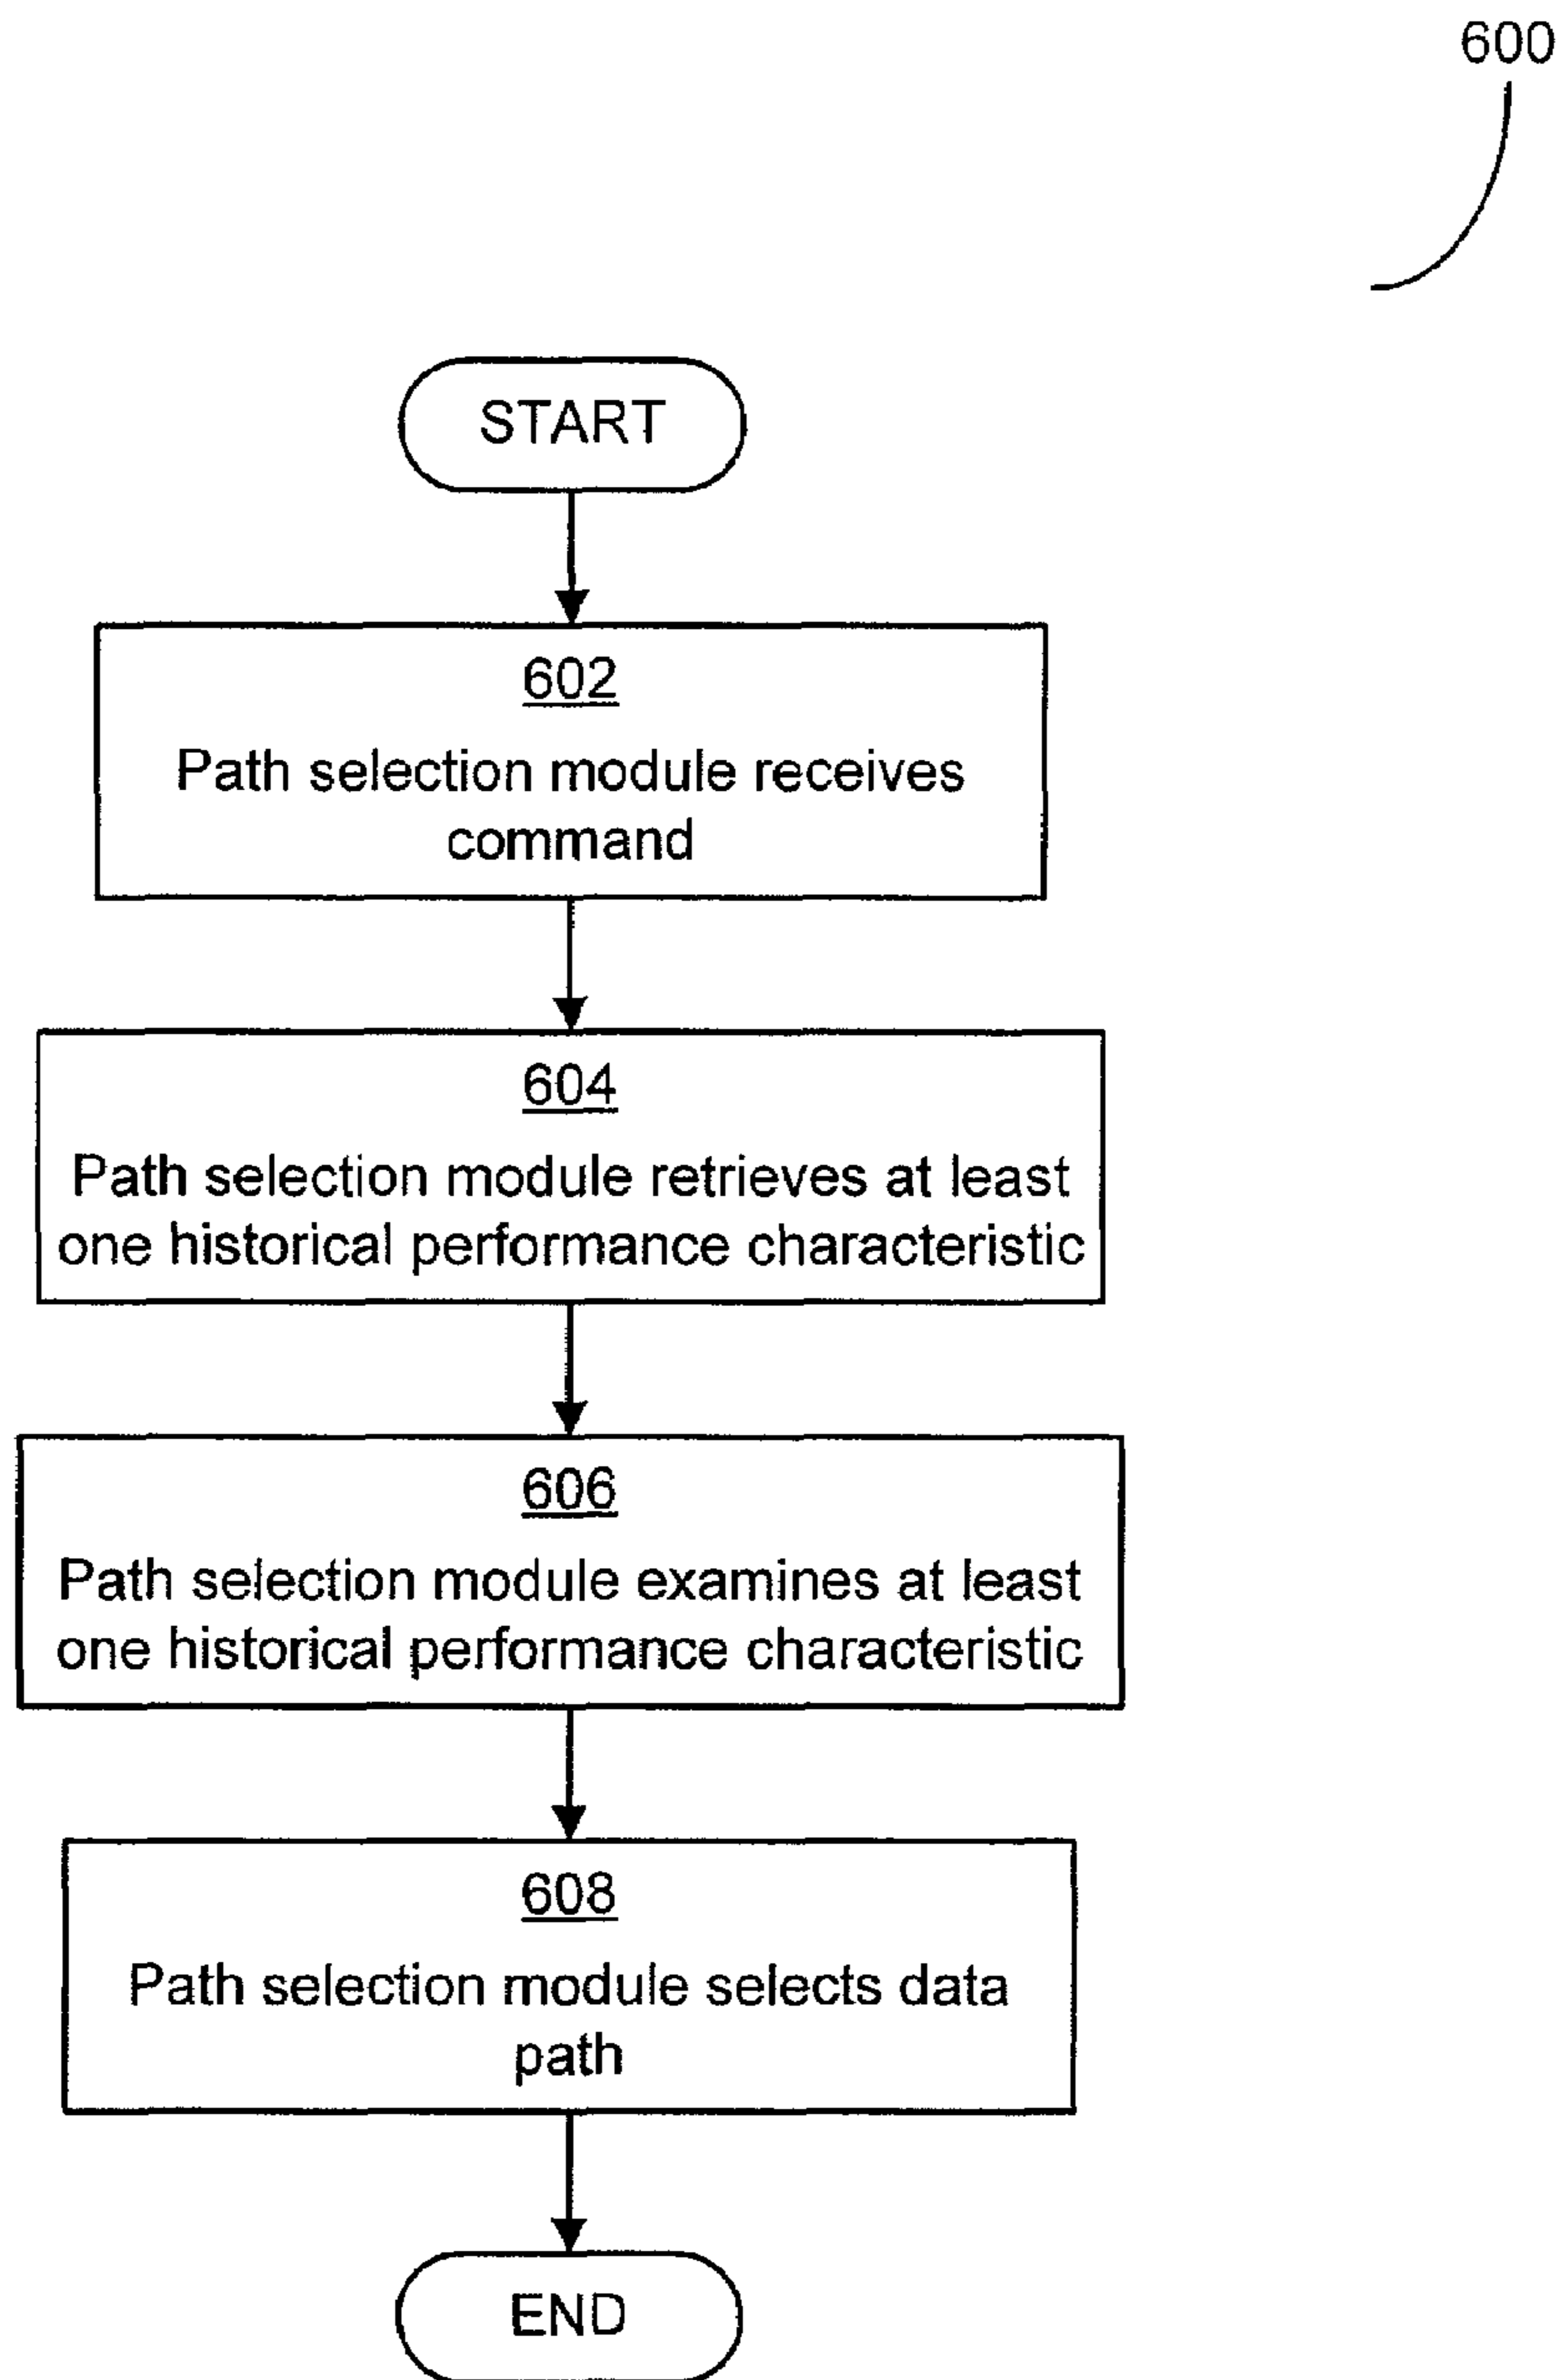 600
START
602
Path selection module receives
command
604
Path selection module retrieves at least
one historical performance characteristic
606
Path selection module examines at least
one historical performance characteristic
608
Path selection module selects data
path
END